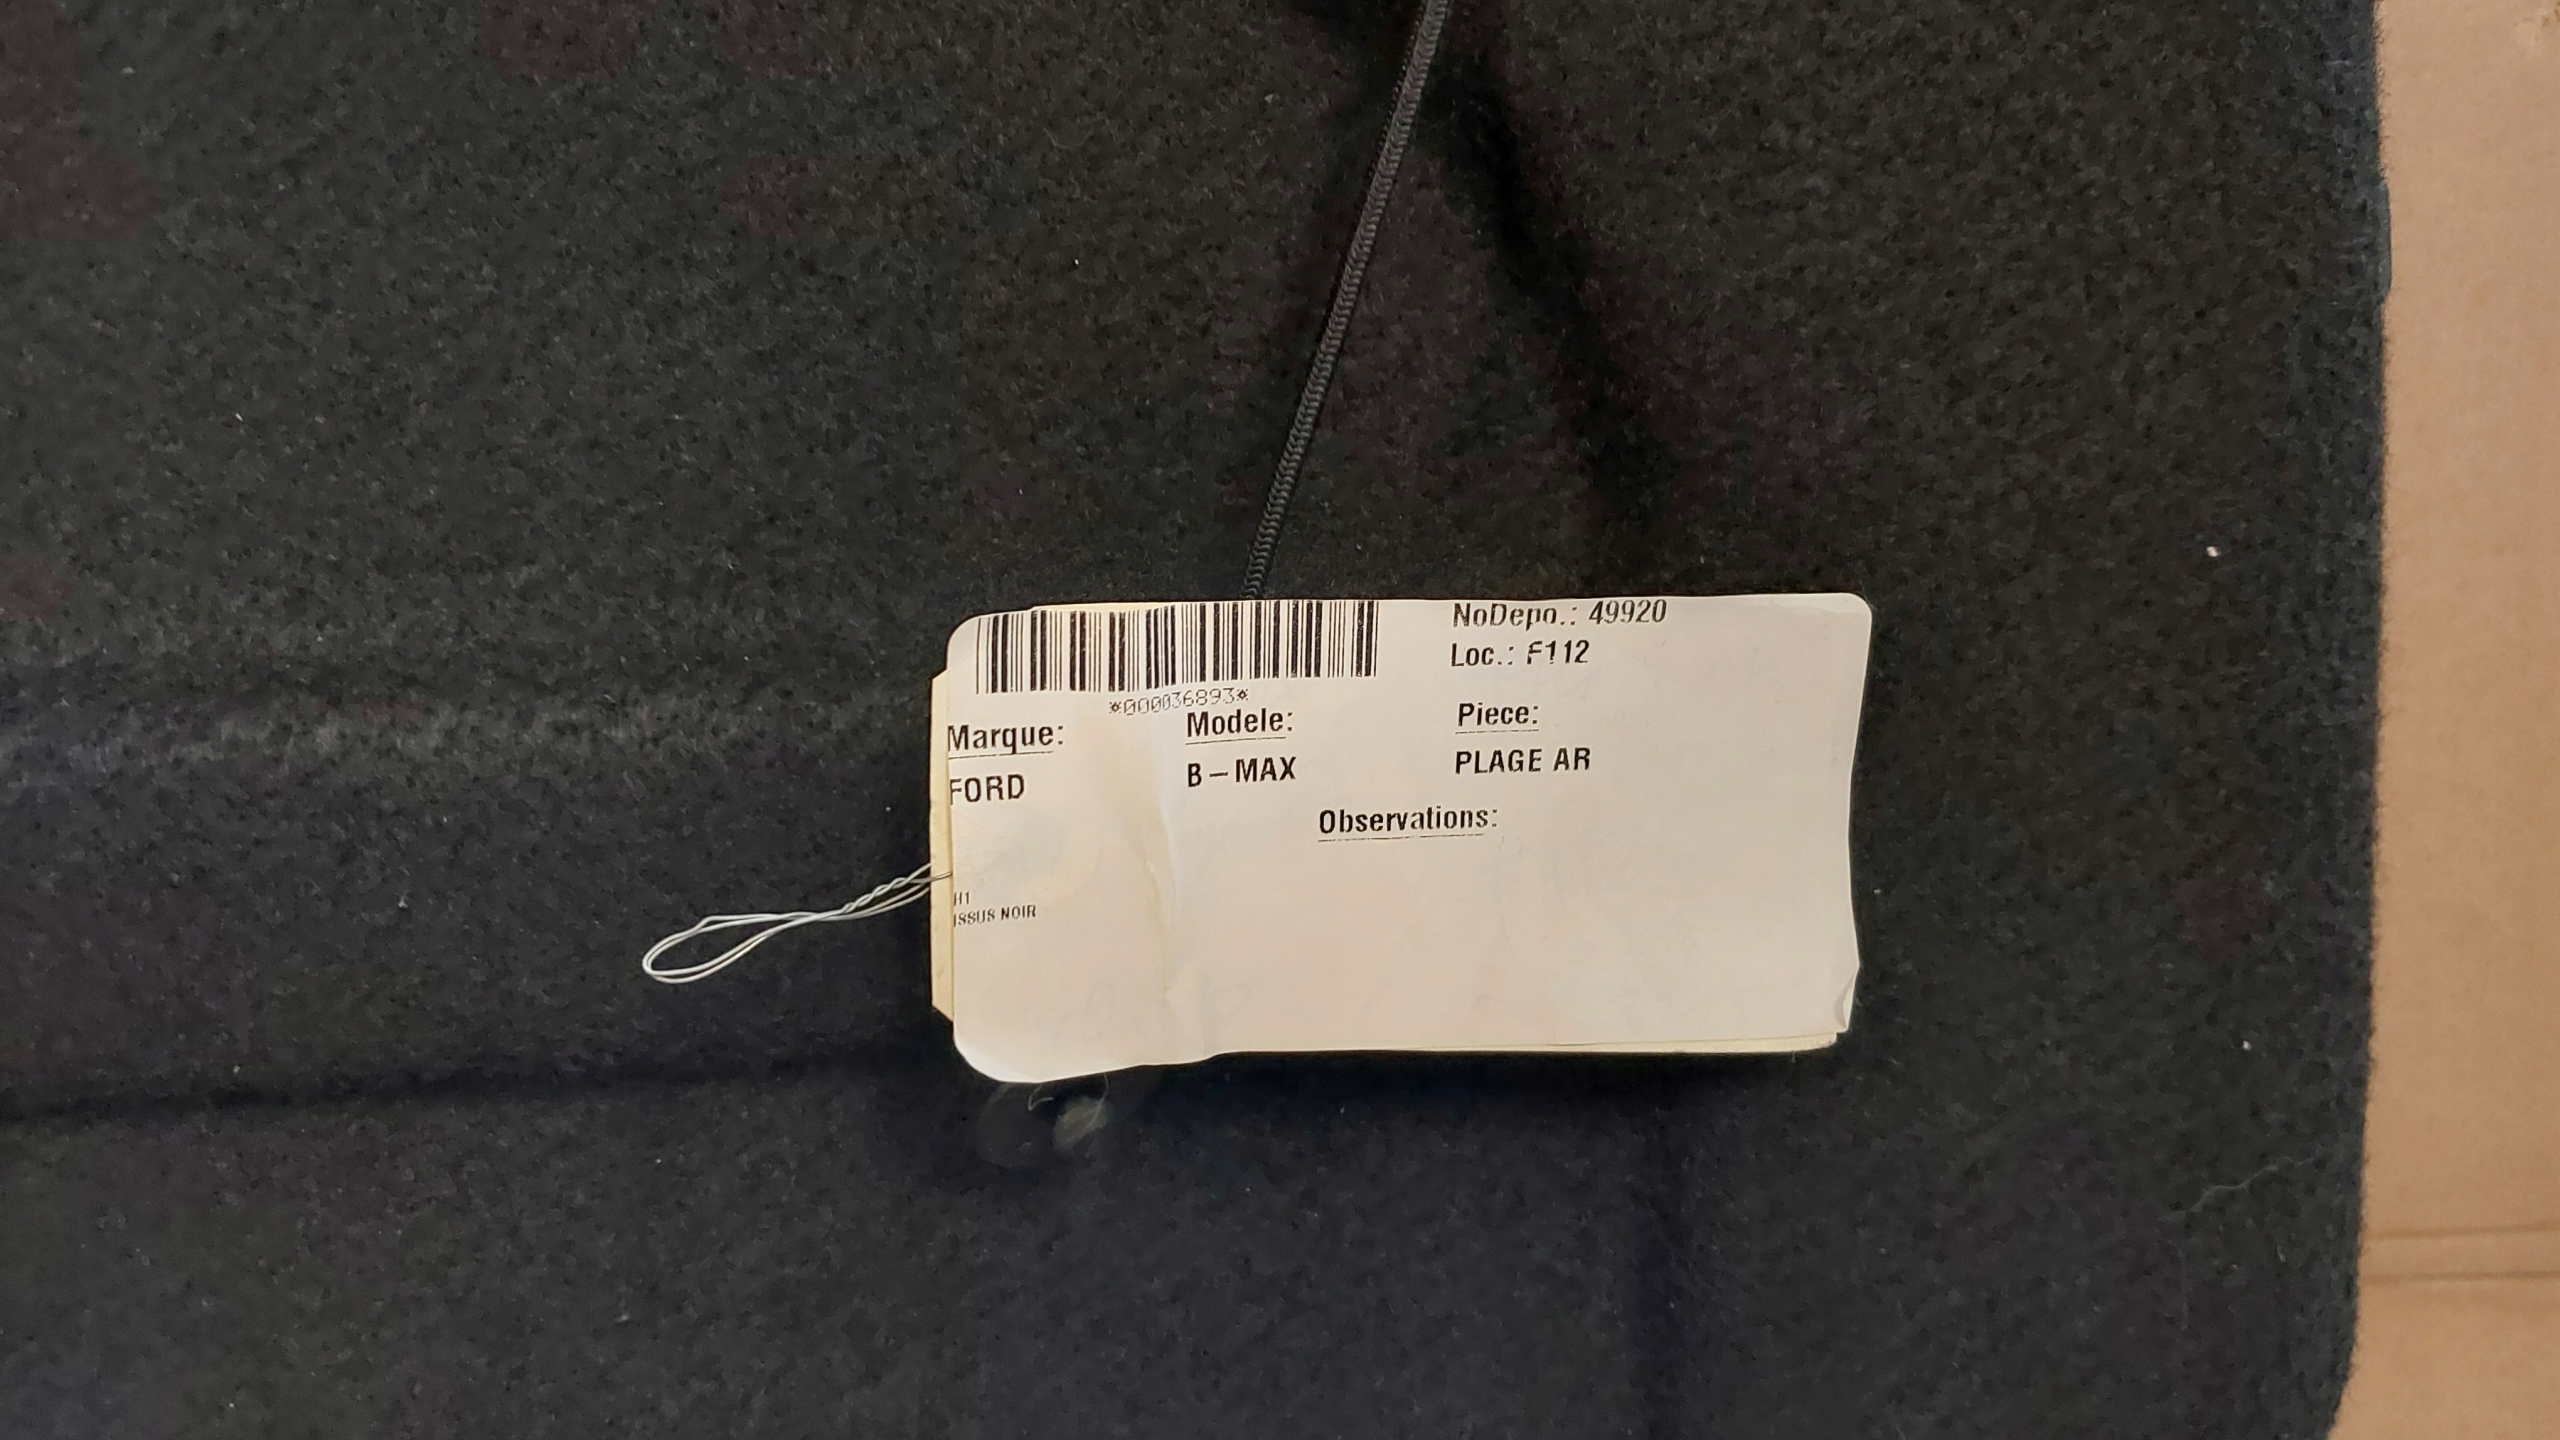 NoDepo.: 49920
Loc.: F112
*000036893*
Marque: Modele: Piece:
FORD B-MAX PLAGE AR
Observations:
H1
ISSUS NOIR